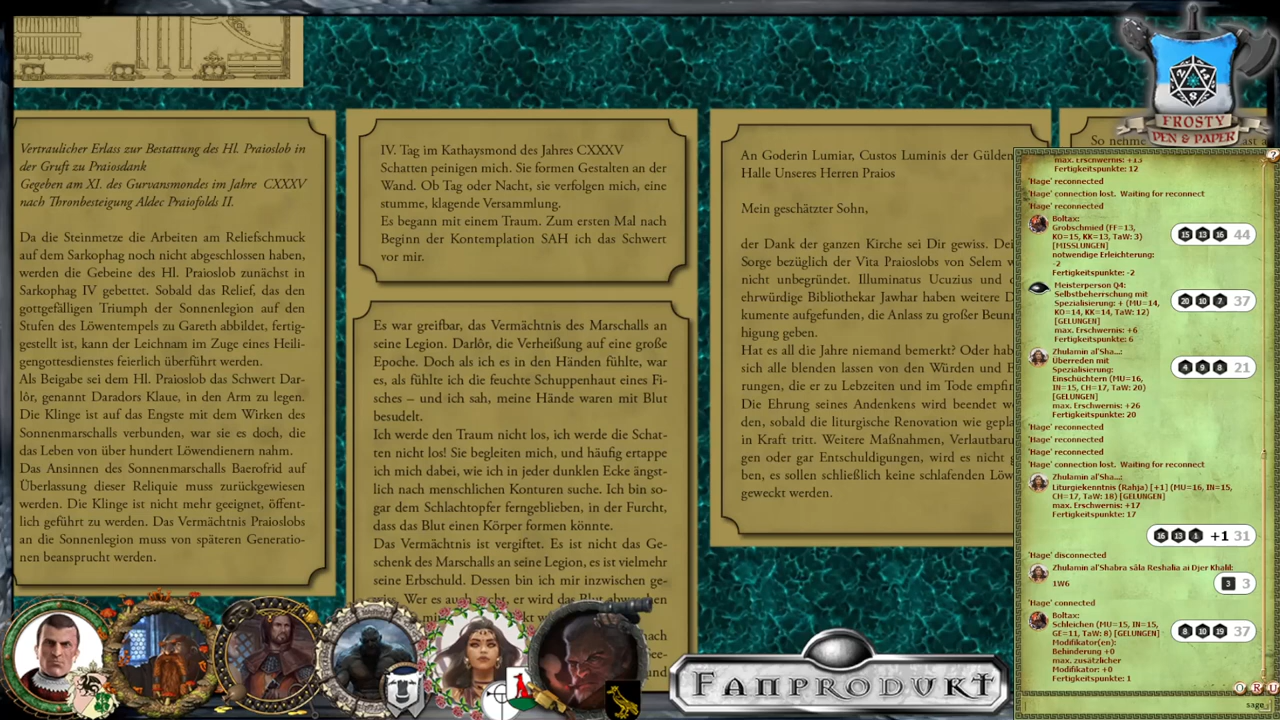 Vertraulicher Erlass zur Bestattung des Hl. Praioslob in
der Gruft zu Praiosdank
Gegeben am XI. des Gurvansmondes im Jahre CXXXV
nach Thronbesteigung Aldec Praiofolds II.
Da die Steinmetze die Arbeiten am Reliefschmuck
auf dem Sarkophag noch nicht abgeschlossen haben,
werden die Gebeine des Hl. Praioslob zunächst in
Sarkophag IV gebettet. Sobald das Relief, das den
gottgefälligen Triumph der Sonnenlegion auf den
Stufen des Löwentempels zu Gareth abbildet, fertig-
gestellt ist, kann der Leichnam im Zuge eines Heili-
gengottesdienstes feierlich überführt werden.
Als Beigabe sei dem Hl. Praioslob das Schwert Dar-
lôr, genannt Daradors Klaue, in den Arm zu legen.
Die Klinge ist auf das Engste mit dem Wirken des
Sonnenmarschalls verbunden, war sie es doch, die
das Leben von über hundert Löwendienern nahm.
Das Ansinnen des Sonnenmarschalls Baerofrid auf
Überlassung dieser Reliquie muss zurückgewiesen
werden. Die Klinge ist nicht mehr geeignet, öffent-
lich geführt zu werden. Das Vermächtnis Praioslobs
an die Sonnenlegion muss von späteren Generatio-
nen beansprucht werden.
IV. Tag im Kathaysmond des Jahres CXXXV
Schatten peinigen mich. Sie formen Gestalten an der
Wand. Ob Tag oder Nacht, sie verfolgen mich, eine
stumme, klagende Versammlung.
Es begann mit einem Traum. Zum ersten Mal nach
Beginn der Kontemplation SAH ich das Schwert
vor mir.
Es war greifbar, das Vermächtnis des Marschalls an
seine Legion. Darlôr, die Verheißung auf eine große
Epoche. Doch als ich es in den Händen fühlte, war
es, als fühlte ich die feuchte Schuppenhaut eines Fi-
sches – und ich sah, meine Hände waren mit Blut
besudelt.
Ich werde den Traum nicht los, ich werde die Schat-
ten nicht los! Sie begleiten mich, und häufig ertappe
ich mich dabei, wie ich in jeder dunklen Ecke ängst-
lich nach menschlichen Konturen suche. Ich bin so-
gar dem Schlachtopfer ferngeblieben, in der Furcht,
dass das Blut einen Körper formen könnte.
Das Vermächtnis ist vergiftet. Es ist nicht das Ge-
schenk des Marschalls an seine Legion, es ist vielmehr
seine Erbschuld. Dessen bin ich mir inzwischen ge-
wiss. Wer es auch sucht, er wird das Blut
nach
An Goderin Lumiar, Custos Luminis der Gülden
Halle Unseres Herren Praios
Mein geschätzter Sohn,
der Dank der ganzen Kirche sei Dir gewiss. Dei
Sorge bezüglich der Vita Praioslobs von Selem w
nicht unbegründet. Illuminatus Ucuzius und d
ehrwürdige Bibliothekar Jawhar haben weitere D
kumente aufgefunden, die Anlass zu großer Beun
higung geben.
Hat es all die Jahre niemand bemerkt? Oder hab
sich alle blenden lassen von den Würden und E
rungen, die er zu Lebzeiten und im Tode empfin
Die Ehrung seines Andenkens wird beendet w
den, sobald die liturgische Renovation wie gepla
in Kraft tritt. Weitere Maßnahmen, Verlautbaru
gen oder gar Entschuldigungen, wird es nicht g
ben, es sollen schließlich keine schlafenden Löw
geweckt werden.
So nehme
FROSTY
PEN & PAPER
max. Erschwernis: +13
Fertigkeitspunkte: 12
'Hage' reconnected
'Hage' connection lost. Waiting for reconnect
'Hage' reconnected
Boltax:
Grobschmied (FF=13,
KO=15, KK=13, TaW: 3)
[MISSLUNGEN]
notwendige Erleichterung:
-2
Fertigkeitspunkte: -2
15 13 16 44
Meisterperson Q4:
Selbstbeherrschung mit
Spezialisierung: + (MU=14,
KO=14, KK=14, TaW: 12)
[GELUNGEN]
max. Erschwernis: +6
Fertigkeitspunkte: 6
20 10 7 37
Zhulamin al'Sha...:
Überreden mit
Spezialisierung:
Einschüchtern (MU=16,
IN=15, CH=17, TaW: 20)
[GELUNGEN]
max. Erschwernis: +26
Fertigkeitspunkte: 20
4 9 8 21
'Hage' reconnected
'Hage' reconnected
'Hage' reconnected
'Hage' connection lost. Waiting for reconnect
Zhulamin al'Sha...:
Liturgiekenntnis (Rahja) [+1] (MU=16, IN=15,
CH=17, TaW: 18) [GELUNGEN]
max. Erschwernis: +17
Fertigkeitspunkte: 17
16 13 1 +1 31
'Hage' disconnected
Zhulamin al'Shabra sâla Reshalia ai Djer Khalil:
1W6
3 3
'Hage' connected
Boltax:
Schleichen (MU=15, IN=15,
GE=11, TaW: 8) [GELUNGEN]
Modifikator(en):
Behinderung +0
max. zusätzlicher
Modifikator: +0
Fertigkeitspunkte: 1
8 10 19 37
O R U
sage
FANPRODUKT